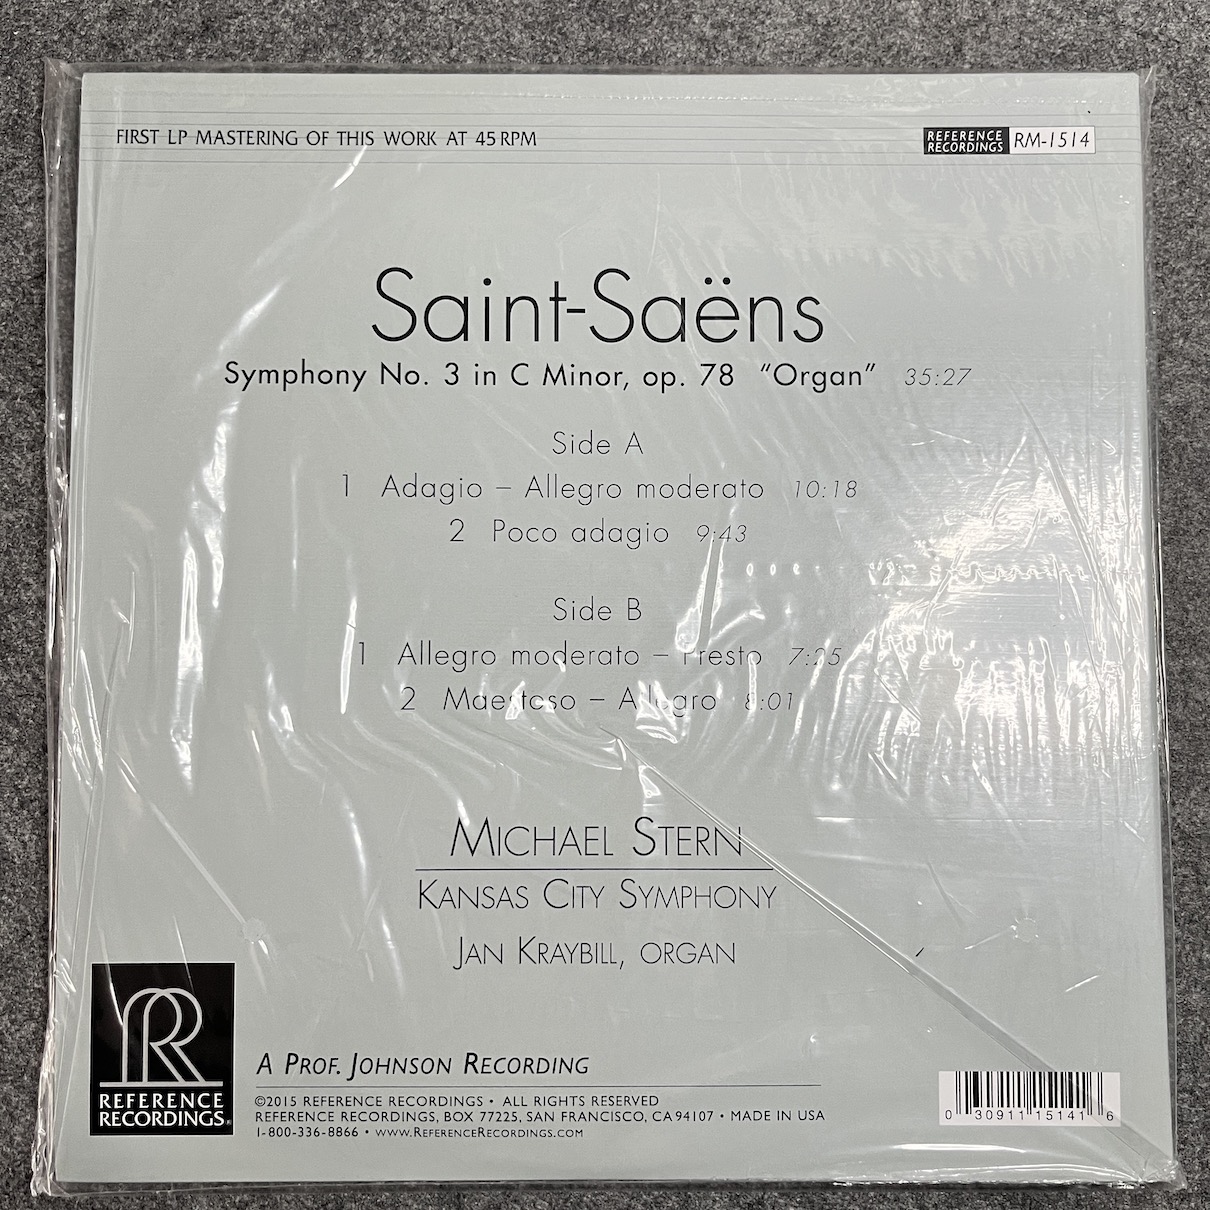 FIRST LP MASTERING OF THIS WORK AT 45 RPM
REFERENCE RECORDINGS RM-1514
Saint-Saëns
Symphony No. 3 in C Minor, op. 78 "Organ" 35:27
Side A
1 Adagio – Allegro moderato 10:18
2 Poco adagio 9:43
Side B
1 Allegro moderato – Presto 7:25
2 Maestoso – Allegro 8:01
MICHAEL STERN
KANSAS CITY SYMPHONY
JAN KRAYBILL, ORGAN
R
REFERENCE
RECORDINGS®
A PROF. JOHNSON RECORDING
©2015 REFERENCE RECORDINGS • ALL RIGHTS RESERVED
REFERENCE RECORDINGS, BOX 77225, SAN FRANCISCO, CA 94107 • MADE IN USA
1-800-336-8866 • WWW.REFERENCERECORDINGS.COM
0 30911 15141 6